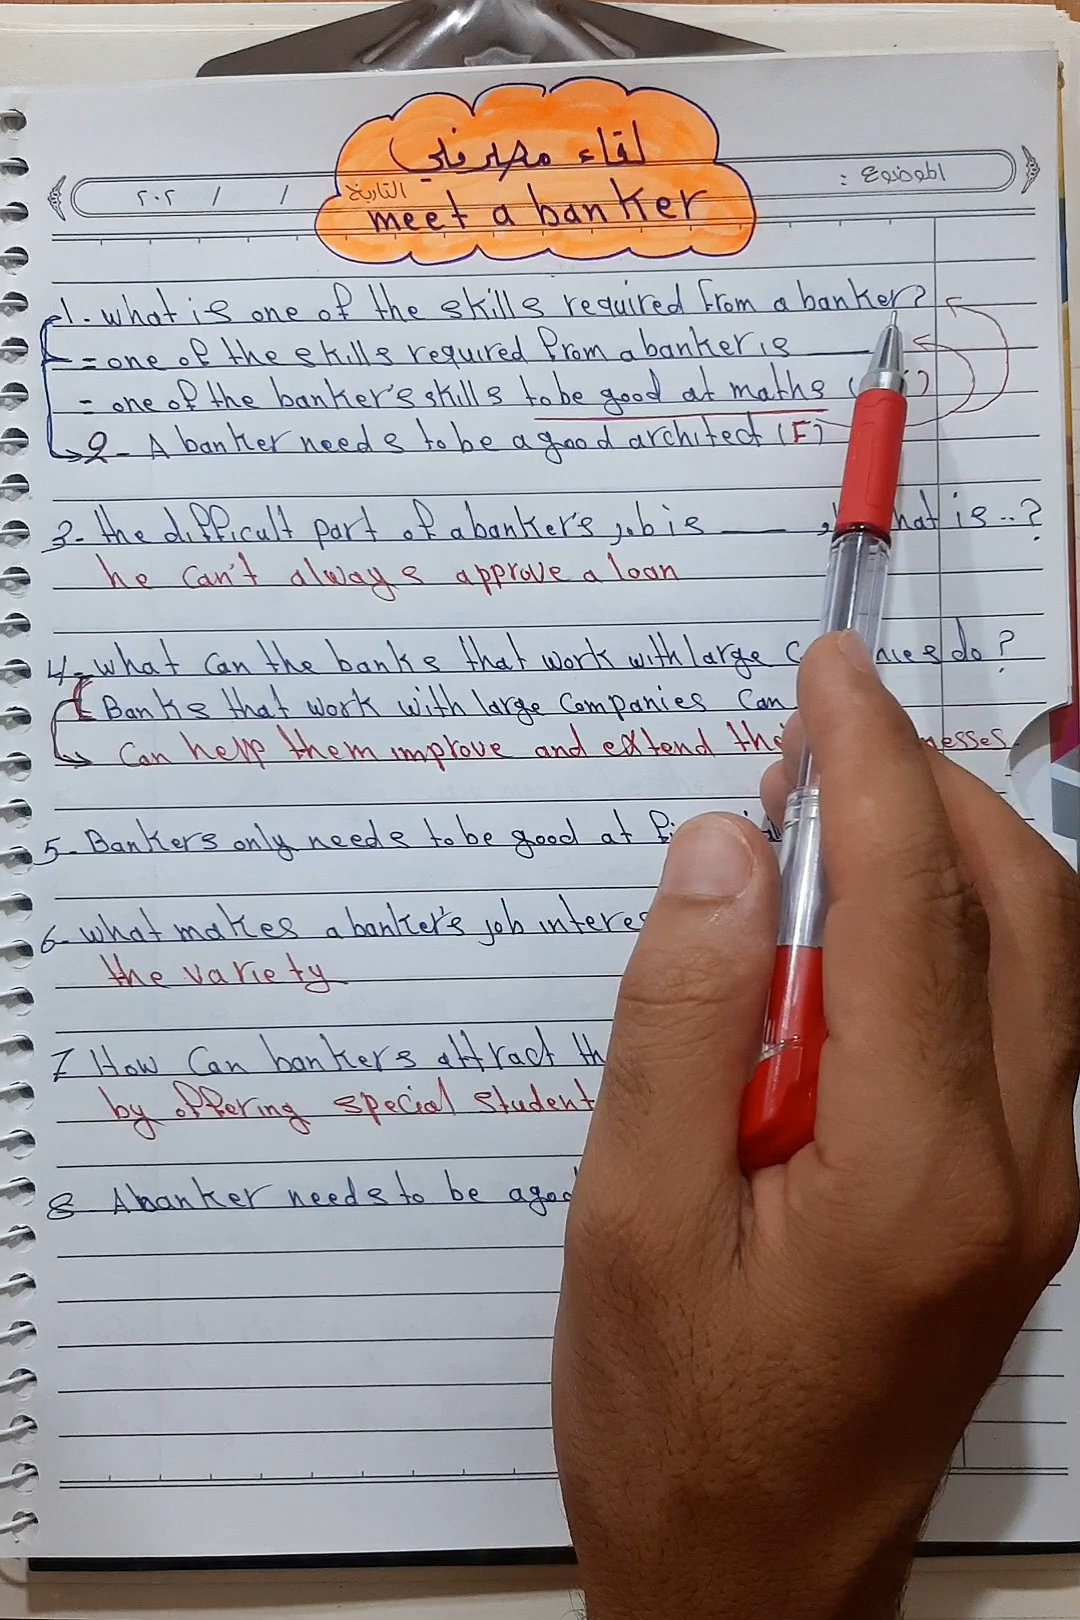 لقاء مصرفي
الموضوع :
التاريخ
/ / ٢٠٢
meet a banker
1- what is one of the skills required from a banker?
= one of the skills required from a banker is
= one of the banker's skills to be good at maths
2- A banker needs to be a good architect (F)
3- the difficult part of a banker's job is is ..?
he can't always approve a loan
4- what can the banks that work with large do?
Banks that work with large companies can
can help them improve and extend
5- Bankers only needs to be good at
6- what makes a banker's job
the variety
7 How can bankers attract
by offering special student
8 A banker needs to be a